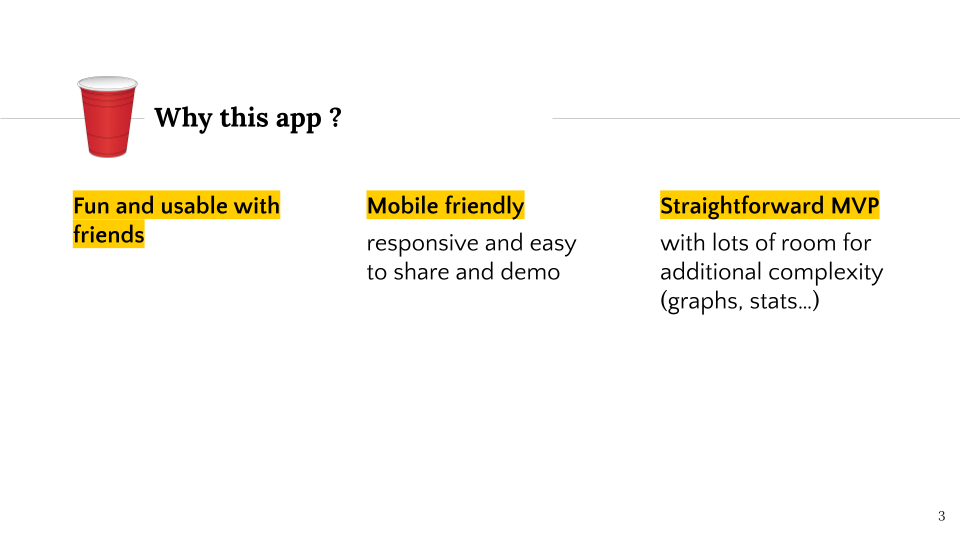 Why this app ?
Fun and usable with
friends
Mobile friendly
responsive and easy
to share and demo
Straightforward MVP
with lots of room for
additional complexity
(graphs, stats…)
3